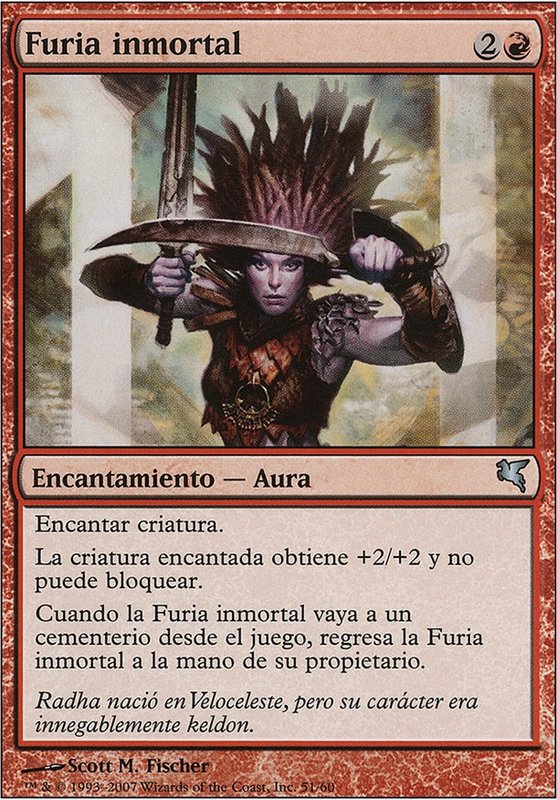 Furia inmortal 2
Encantamiento — Aura
Encantar criatura.
La criatura encantada obtiene +2/+2 y no
puede bloquear.
Cuando la Furia inmortal vaya a un
cementerio desde el juego, regresa la Furia
inmortal a la mano de su propietario.
Radha nació en Veloceleste, pero su carácter era
innegablemente keldon.
Scott M. Fischer
™ & © 1993-2007 Wizards of the Coast, Inc. 51/60